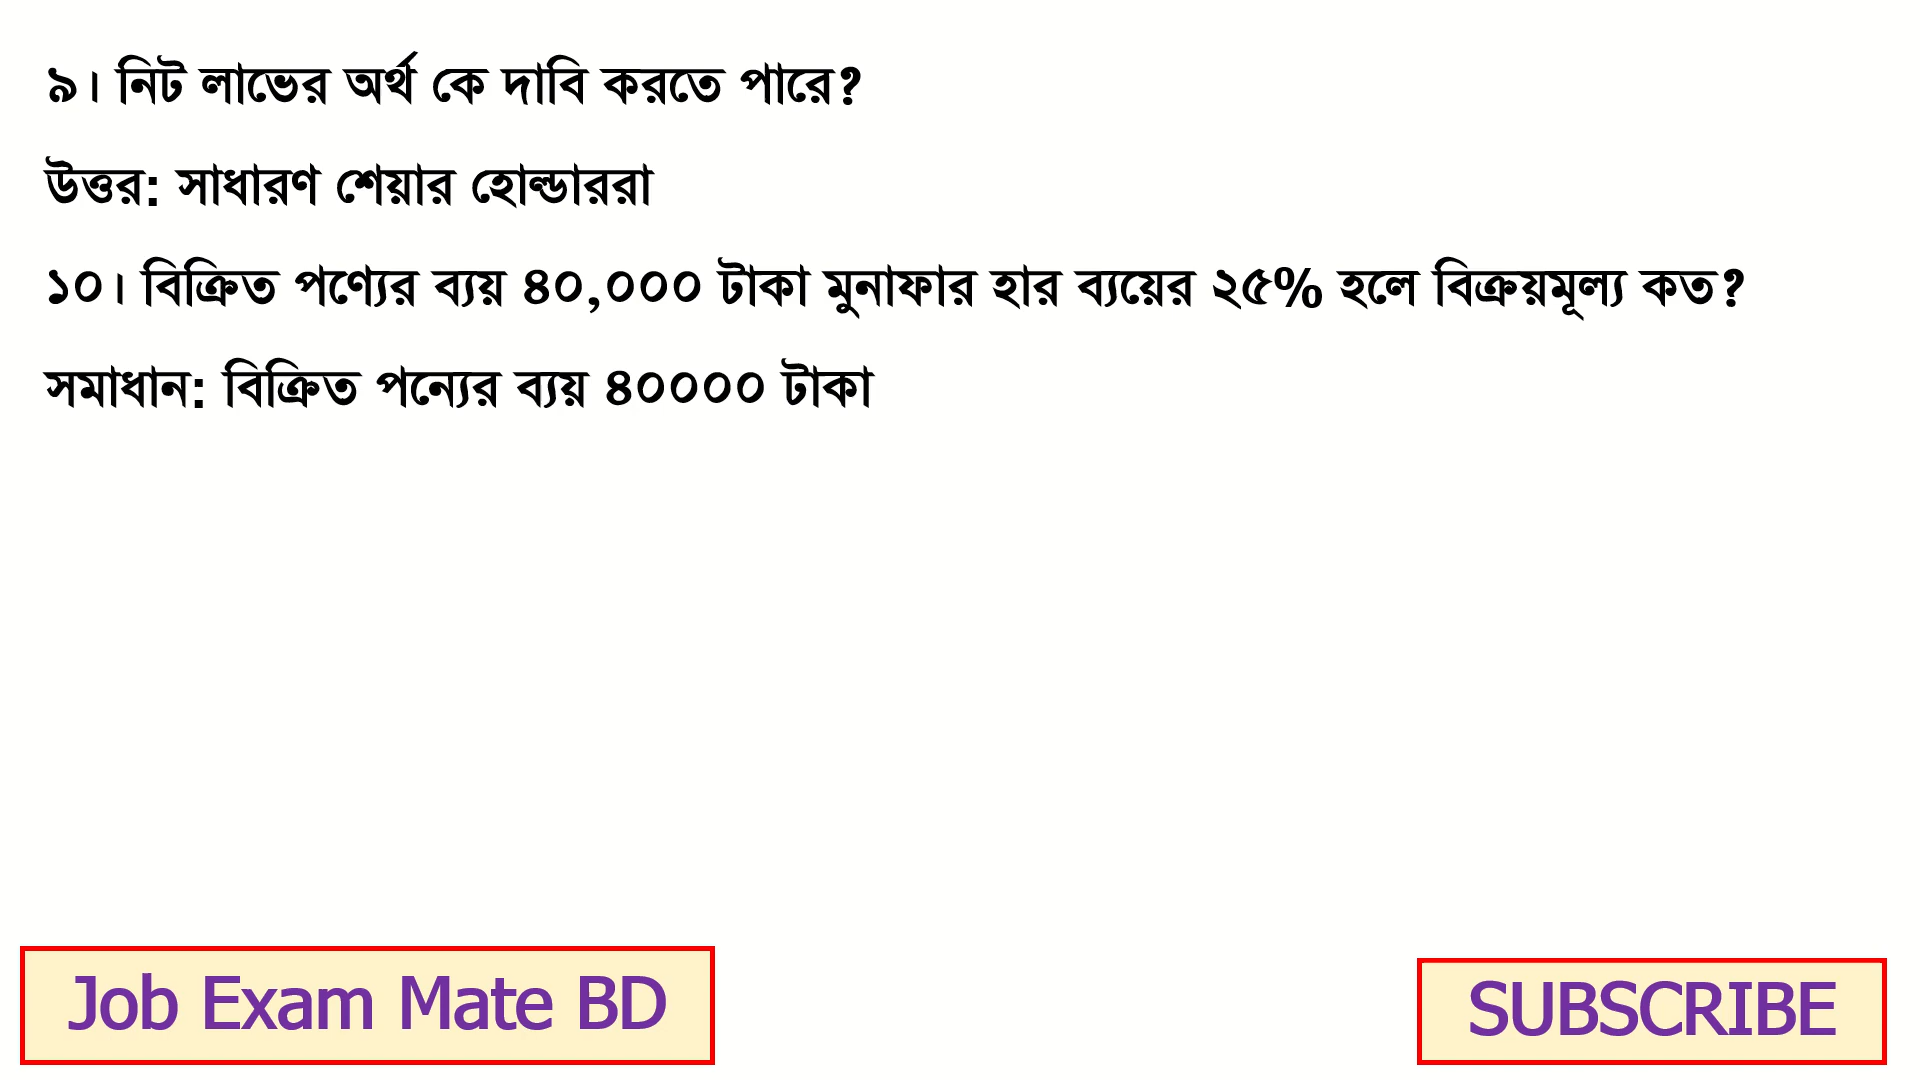 ৯। নিট লাভের অর্থ কে দাবি করতে পারে?
উত্তর: সাধারণ শেয়ার হোল্ডাররা
১০। বিক্রিত পণ্যের ব্যয় ৪০,০০০ টাকা মুনাফার হার ব্যয়ের ২৫% হলে বিক্রয়মূল্য কত?
সমাধান: বিক্রিত পন্যের ব্যয় ৪০০০০ টাকা
Job Exam Mate BD
SUBSCRIBE